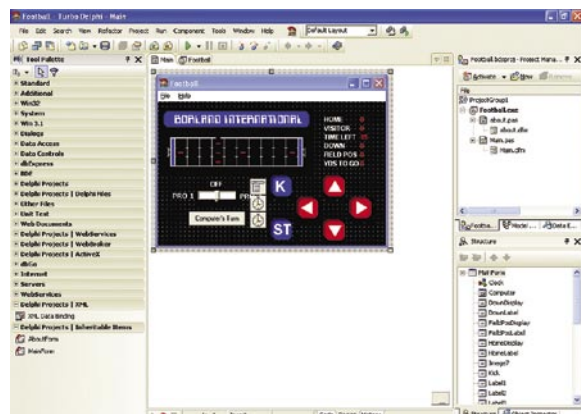 Football - Turbo Delphi - Main
File Edit Search View Refactor Project Run Component Tools Window Help
Default Layout
Tool Palette
Standard
Additional
Win32
System
Win 3.1
Dialogs
Data Access
Data Controls
dbExpress
BDE
Delphi Projects
Delphi Projects | Delphi Files
Other Files
Unit Test
Web Documents
Delphi Projects | WebServices
Delphi Projects | WebBroker
Delphi Projects | ActiveX
dbGo
Internet
Servers
WebServices
Delphi Projects | XML
XML Data Binding
Delphi Projects | Inheritable Items
AboutForm
MainForm
Main
Football
Football
File Help
BORLAND INTERNATIONAL
HOME
VISITOR
TIME LEFT
DOWN
FIELD POS
YDS TO GO
OFF
PRO 1
K
ST
Computer's Turn
Football.bdsproj - Project Mana...
Activate New
File
ProjectGroup1
Football.exe
about.pas
about.dfm
Main.pas
Main.dfm
Footba... Model ... Data E...
Structure
MainForm
Clock
Computer
DownDisplay
DownLabel
FieldPosDisplay
FieldPosLabel
HomeDisplay
HomeLabel
Image7
Kick
Label1
Label2